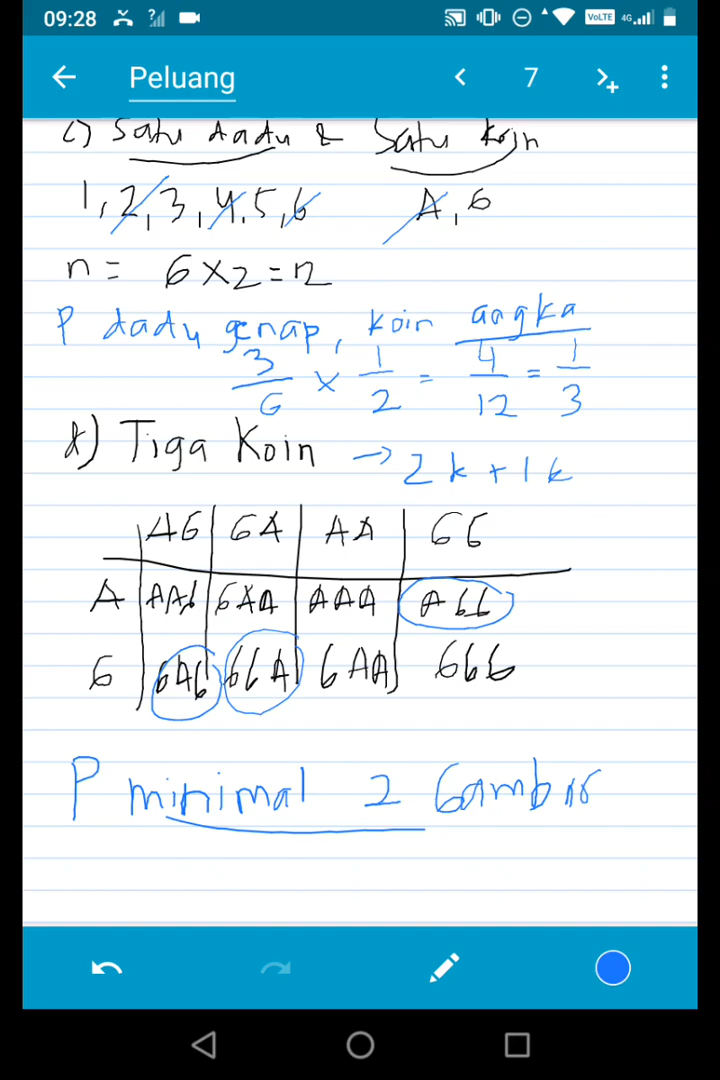 09:28 ? VoLTE 4G
Peluang 7
c) Satu dadu & Satu Koin
1, 2, 3, 4, 5, 6 A, G
n = 6 x 2 = 12
P dadu genap, koin angka
3/6 x 1/2 = 4/12 = 1/3
d) Tiga Koin → 2k + 1k
AG GA AA GG
A AAG GAA AAA AGG
G GAG GGA GAA GGG
P minimal 2 Gambar